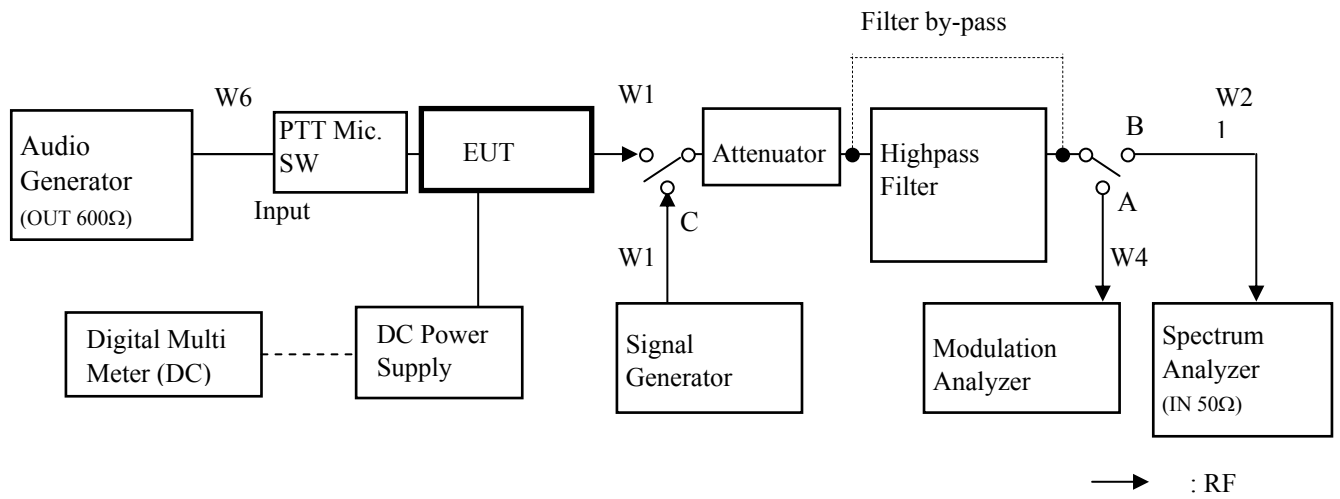 Filter by-pass
W6
W1
W2
1
Audio
Generator
(OUT 600Ω)
PTT Mic.
SW
Input
EUT
Attenuator
Highpass
Filter
B
A
C
W1
W4
Digital Multi
Meter (DC)
DC Power
Supply
Signal
Generator
Modulation
Analyzer
Spectrum
Analyzer
(IN 50Ω)
: RF